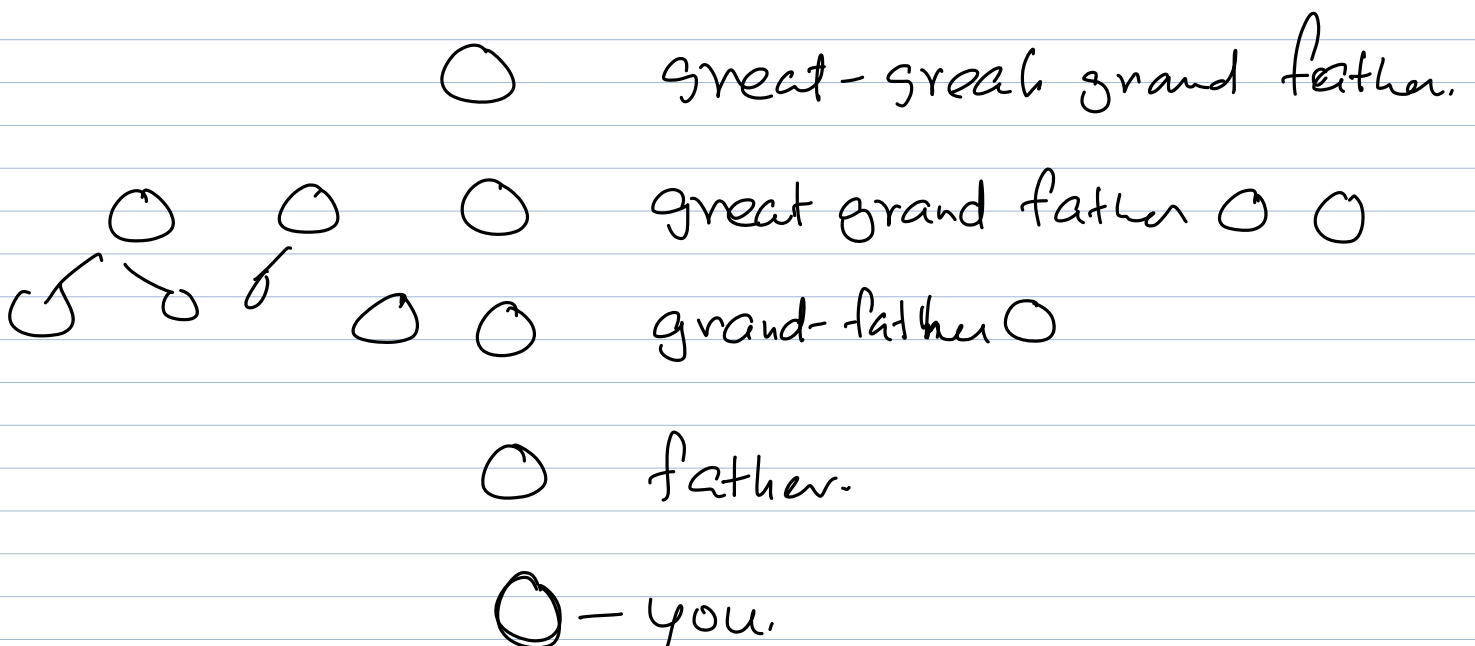 great-great grand father.
great grand father
grand-father
father.
– you.